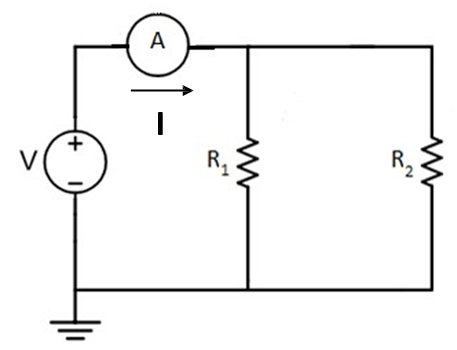 A
I
V
+
−
R₁
R₂